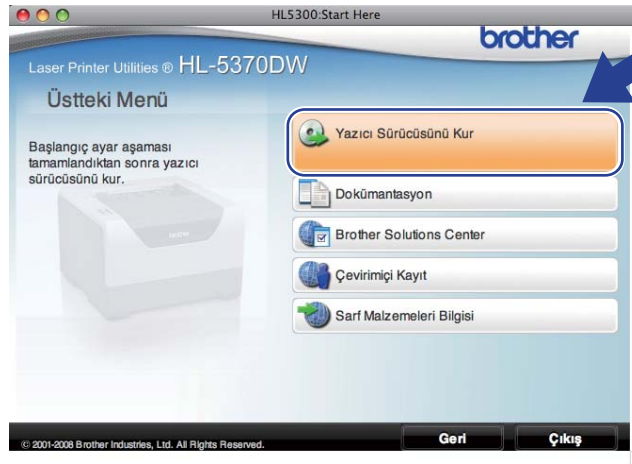 HL5300:Start Here
brother
Laser Printer Utilities ® HL-5370DW
Üstteki Menü
Başlangıç ayar aşaması
tamamlandıktan sonra yazıcı
sürücüsünü kur.
Yazıcı Sürücüsünü Kur
Dokümantasyon
Brother Solutions Center
Çevirimiçi Kayıt
Sarf Malzemeleri Bilgisi
© 2001-2008 Brother Industries, Ltd. All Rights Reserved.
Geri
Çıkış